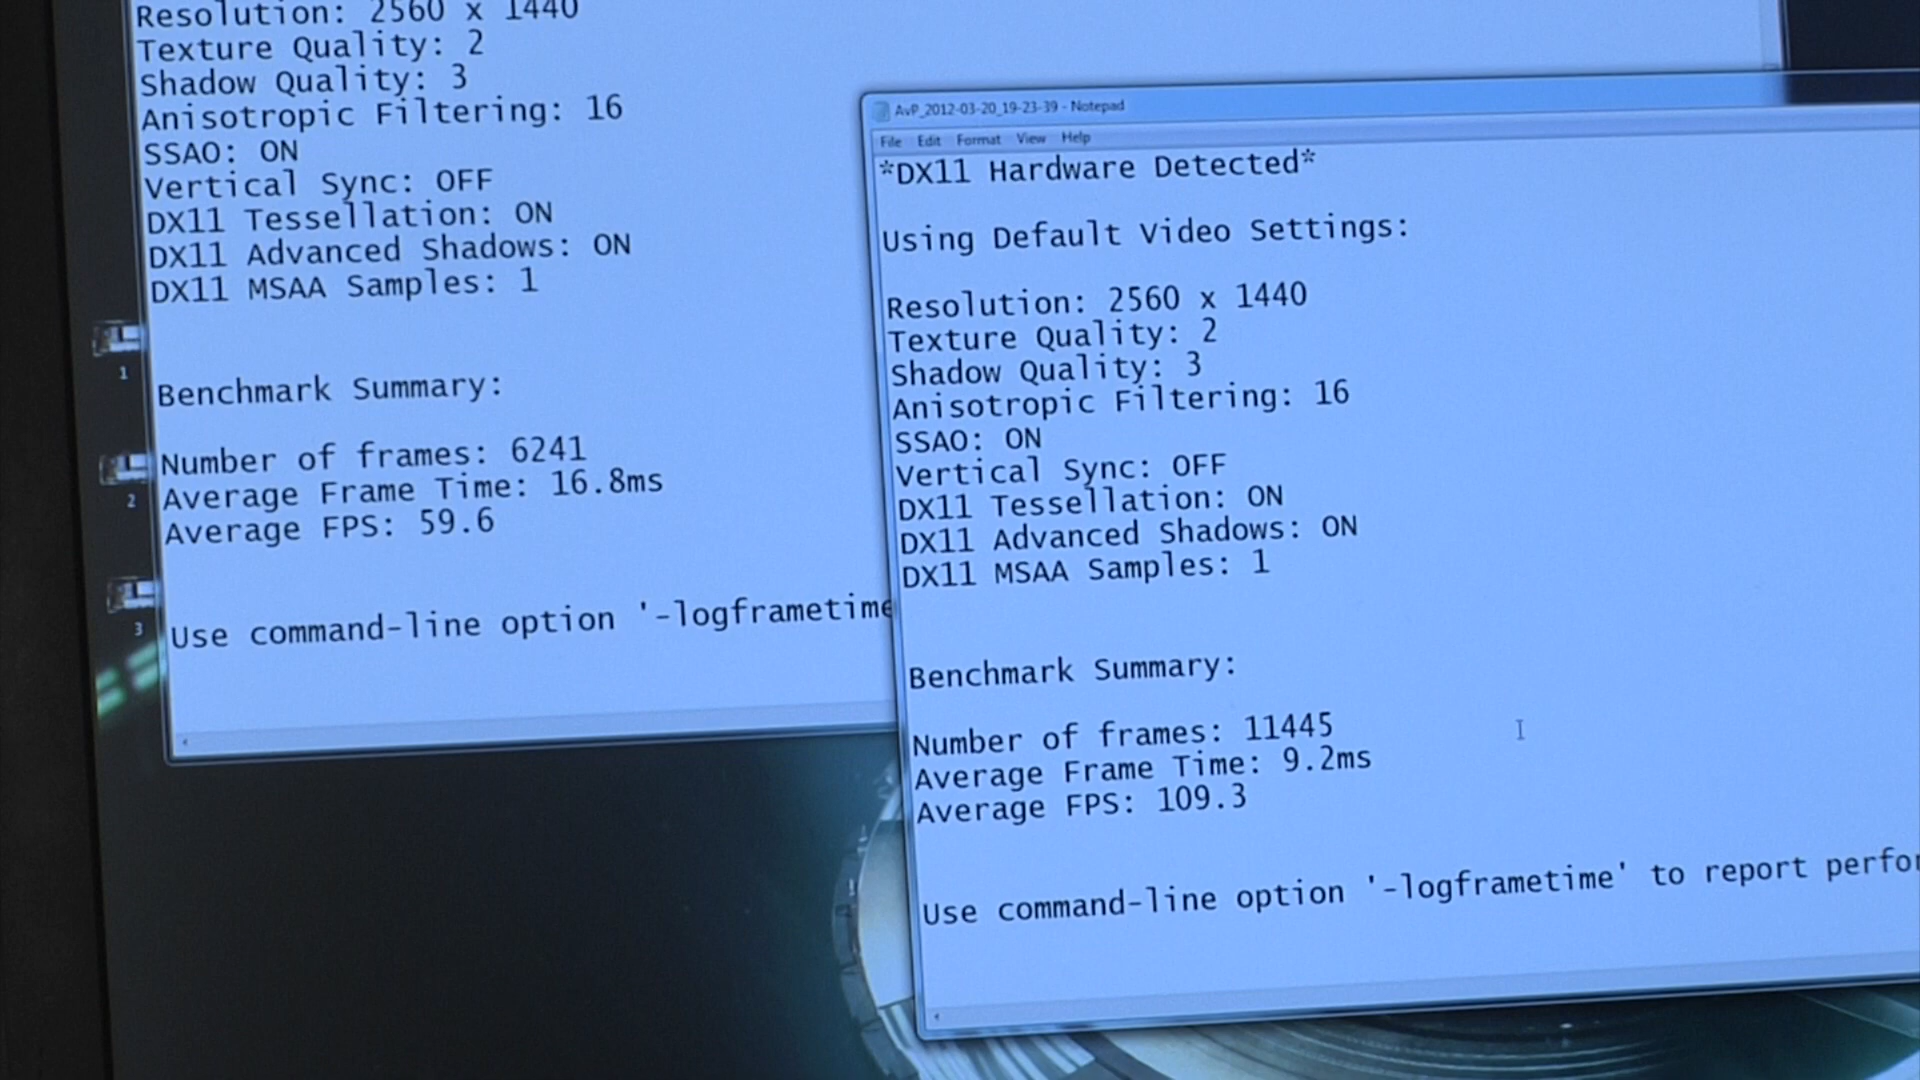 Resolution: 2560 x 1440
Texture Quality: 2
Shadow Quality: 3
Anisotropic Filtering: 16
SSAO: ON
Vertical Sync: OFF
DX11 Tessellation: ON
DX11 Advanced Shadows: ON
DX11 MSAA Samples: 1
Benchmark Summary:
Number of frames: 6241
Average Frame Time: 16.8ms
Average FPS: 59.6
Use command-line option '-logframetime
1
2
3
AvP_2012-03-20_19-23-39 - Notepad
File Edit Format View Help
*DX11 Hardware Detected*
Using Default Video Settings:
Resolution: 2560 x 1440
Texture Quality: 2
Shadow Quality: 3
Anisotropic Filtering: 16
SSAO: ON
Vertical Sync: OFF
DX11 Tessellation: ON
DX11 Advanced Shadows: ON
DX11 MSAA Samples: 1
Benchmark Summary:
Number of frames: 11445
Average Frame Time: 9.2ms
Average FPS: 109.3
Use command-line option '-logframetime' to report perfor